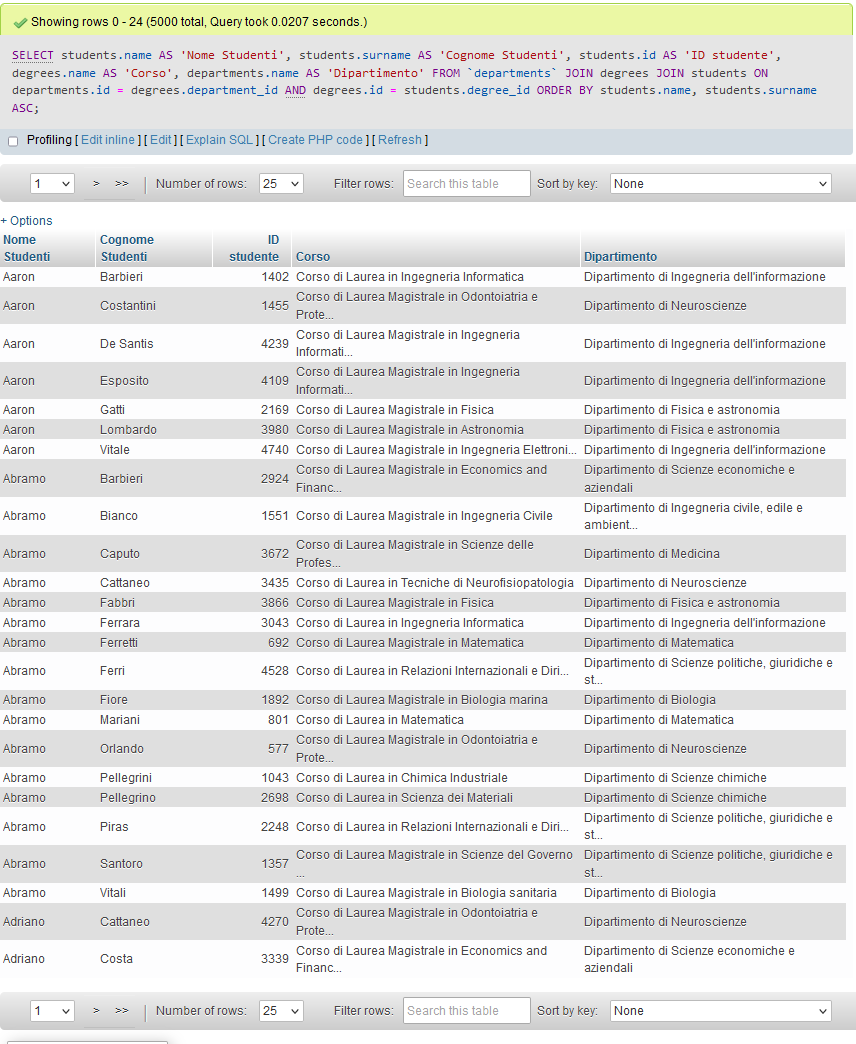 Showing rows 0 - 24 (5000 total, Query took 0.0207 seconds.)
SELECT students.name AS 'Nome Studenti', students.surname AS 'Cognome Studenti', students.id AS 'ID studente',
degrees.name AS 'Corso', departments.name AS 'Dipartimento' FROM `departments` JOIN degrees JOIN students ON
departments.id = degrees.department_id AND degrees.id = students.degree_id ORDER BY students.name, students.surname
ASC;
Profiling [ Edit inline ] [ Edit ] [ Explain SQL ] [ Create PHP code ] [ Refresh ]
1 > >> Number of rows: 25 Filter rows: Search this table Sort by key: None
+ Options
Nome Studenti Cognome Studenti ID studente Corso Dipartimento
Aaron Barbieri 1402 Corso di Laurea in Ingegneria Informatica Dipartimento di Ingegneria dell'informazione
Aaron Costantini 1455 Corso di Laurea Magistrale in Odontoiatria e Prote... Dipartimento di Neuroscienze
Aaron De Santis 4239 Corso di Laurea Magistrale in Ingegneria Informati... Dipartimento di Ingegneria dell'informazione
Aaron Esposito 4109 Corso di Laurea Magistrale in Ingegneria Informati... Dipartimento di Ingegneria dell'informazione
Aaron Gatti 2169 Corso di Laurea Magistrale in Fisica Dipartimento di Fisica e astronomia
Aaron Lombardo 3980 Corso di Laurea Magistrale in Astronomia Dipartimento di Fisica e astronomia
Aaron Vitale 4740 Corso di Laurea Magistrale in Ingegneria Elettroni... Dipartimento di Ingegneria dell'informazione
Abramo Barbieri 2924 Corso di Laurea Magistrale in Economics and Financ... Dipartimento di Scienze economiche e aziendali
Abramo Bianco 1551 Corso di Laurea Magistrale in Ingegneria Civile Dipartimento di Ingegneria civile, edile e ambient...
Abramo Caputo 3672 Corso di Laurea Magistrale in Scienze delle Profes... Dipartimento di Medicina
Abramo Cattaneo 3435 Corso di Laurea in Tecniche di Neurofisiopatologia Dipartimento di Neuroscienze
Abramo Fabbri 3866 Corso di Laurea Magistrale in Fisica Dipartimento di Fisica e astronomia
Abramo Ferrara 3043 Corso di Laurea in Ingegneria Informatica Dipartimento di Ingegneria dell'informazione
Abramo Ferretti 692 Corso di Laurea Magistrale in Matematica Dipartimento di Matematica
Abramo Ferri 4528 Corso di Laurea in Relazioni Internazionali e Diri... Dipartimento di Scienze politiche, giuridiche e st...
Abramo Fiore 1892 Corso di Laurea Magistrale in Biologia marina Dipartimento di Biologia
Abramo Mariani 801 Corso di Laurea in Matematica Dipartimento di Matematica
Abramo Orlando 577 Corso di Laurea Magistrale in Odontoiatria e Prote... Dipartimento di Neuroscienze
Abramo Pellegrini 1043 Corso di Laurea in Chimica Industriale Dipartimento di Scienze chimiche
Abramo Pellegrino 2698 Corso di Laurea in Scienza dei Materiali Dipartimento di Scienze chimiche
Abramo Piras 2248 Corso di Laurea in Relazioni Internazionali e Diri... Dipartimento di Scienze politiche, giuridiche e st...
Abramo Santoro 1357 Corso di Laurea Magistrale in Scienze del Governo ... Dipartimento di Scienze politiche, giuridiche e st...
Abramo Vitali 1499 Corso di Laurea Magistrale in Biologia sanitaria Dipartimento di Biologia
Adriano Cattaneo 4270 Corso di Laurea Magistrale in Odontoiatria e Prote... Dipartimento di Neuroscienze
Adriano Costa 3339 Corso di Laurea Magistrale in Economics and Financ... Dipartimento di Scienze economiche e aziendali
1 > >> Number of rows: 25 Filter rows: Search this table Sort by key: None